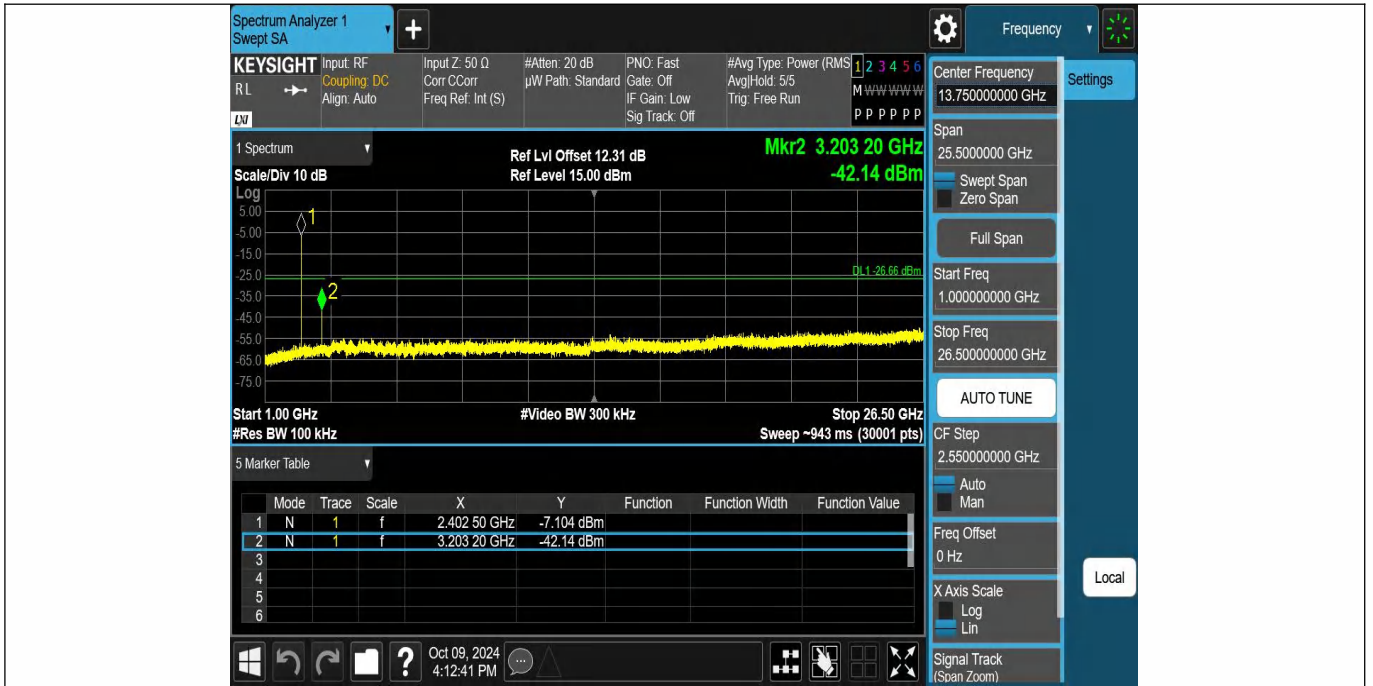 Spectrum Analyzer 1
Swept SA
+
Frequency
KEYSIGHT
RL
LXI
Input: RF
Coupling: DC
Align: Auto
Input Z: 50 Ω
Corr CCorr
Freq Ref: Int (S)
#Atten: 20 dB
µW Path: Standard
PNO: Fast
Gate: Off
IF Gain: Low
Sig Track: Off
#Avg Type: Power (RMS
Avg|Hold: 5/5
Trig: Free Run
1 2 3 4 5 6
M W W W W W
P P P P P P
1 Spectrum
Scale/Div 10 dB
Ref Lvl Offset 12.31 dB
Ref Level 15.00 dBm
Mkr2 3.203 20 GHz
-42.14 dBm
Log
5.00
-5.00
-15.0
-25.0
-35.0
-45.0
-55.0
-65.0
-75.0
1
2
DL1 -26.66 dBm
Start 1.00 GHz
#Video BW 300 kHz
Stop 26.50 GHz
#Res BW 100 kHz
Sweep ~943 ms (30001 pts)
5 Marker Table
Mode Trace Scale X Y Function Function Width Function Value
1 N 1 f 2.402 50 GHz -7.104 dBm
2 N 1 f 3.203 20 GHz -42.14 dBm
3
4
5
6
?
Oct 09, 2024
4:12:41 PM
Center Frequency
13.750000000 GHz
Settings
Span
25.5000000 GHz
Swept Span
Zero Span
Full Span
Start Freq
1.000000000 GHz
Stop Freq
26.500000000 GHz
AUTO TUNE
CF Step
2.550000000 GHz
Auto
Man
Freq Offset
0 Hz
X Axis Scale
Log
Lin
Local
Signal Track
(Span Zoom)